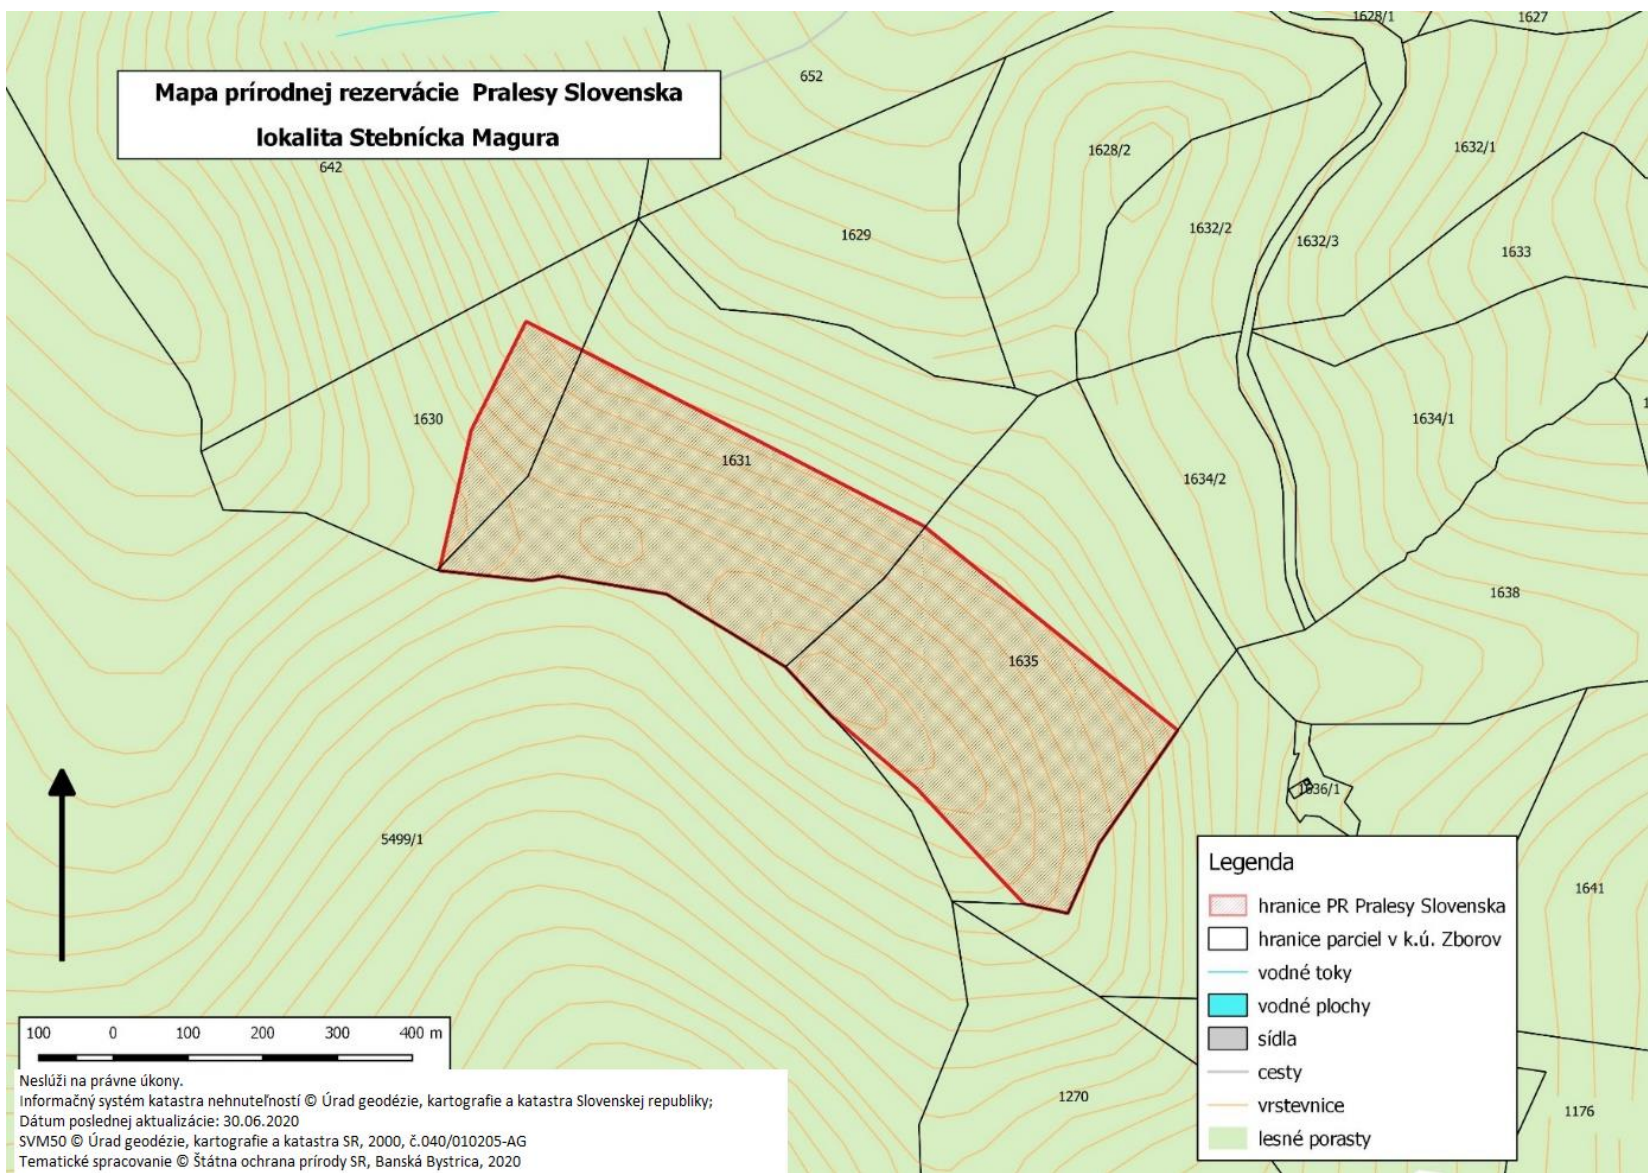 1628/1
1627
652
Mapa prírodnej rezervácie Pralesy Slovenska
lokalita Stebnícka Magura
642
1628/2
1632/1
1629
1632/2
1632/3
1633
1630
1631
1634/1
1634/2
1638
1635
1636/1
5499/1
1641
1270
1176
Legenda
hranice PR Pralesy Slovenska
hranice parciel v k.ú. Zborov
vodné toky
vodné plochy
sídla
cesty
vrstevnice
lesné porasty
100 0 100 200 300 400 m
Neslúži na právne úkony.
Informačný systém katastra nehnuteľností © Úrad geodézie, kartografie a katastra Slovenskej republiky;
Dátum poslednej aktualizácie: 30.06.2020
SVM50 © Úrad geodézie, kartografie a katastra SR, 2000, č.040/010205-AG
Tematické spracovanie © Štátna ochrana prírody SR, Banská Bystrica, 2020